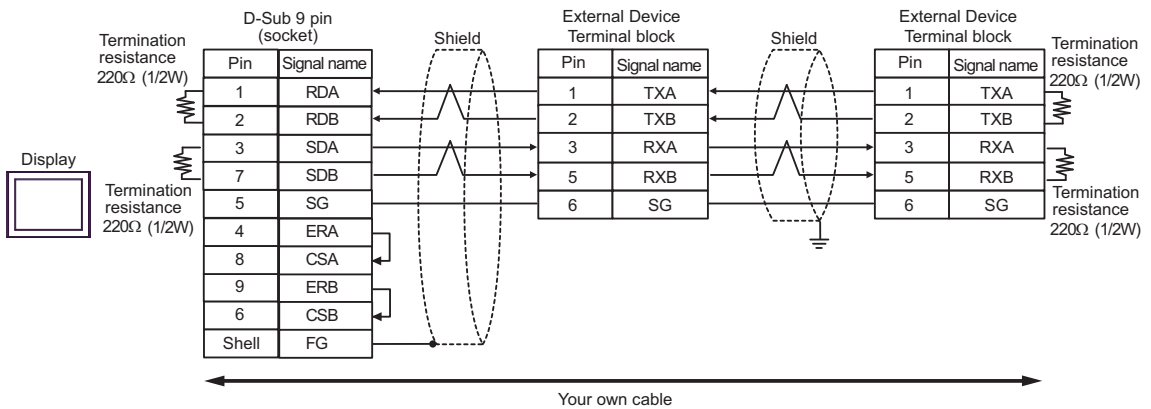 D-Sub 9 pin
(socket)
External Device
Terminal block
External Device
Terminal block
Termination
resistance
220Ω (1/2W)
Shield
Shield
Termination
resistance
220Ω (1/2W)
Pin Signal name Pin Signal name Pin Signal name
1 RDA 1 TXA 1 TXA
2 RDB 2 TXB 2 TXB
3 SDA 3 RXA 3 RXA
7 SDB 5 RXB 5 RXB
5 SG 6 SG 6 SG
4 ERA
8 CSA
9 ERB
6 CSB
Shell FG
Display
Termination
resistance
220Ω (1/2W)
Termination
resistance
220Ω (1/2W)
Your own cable